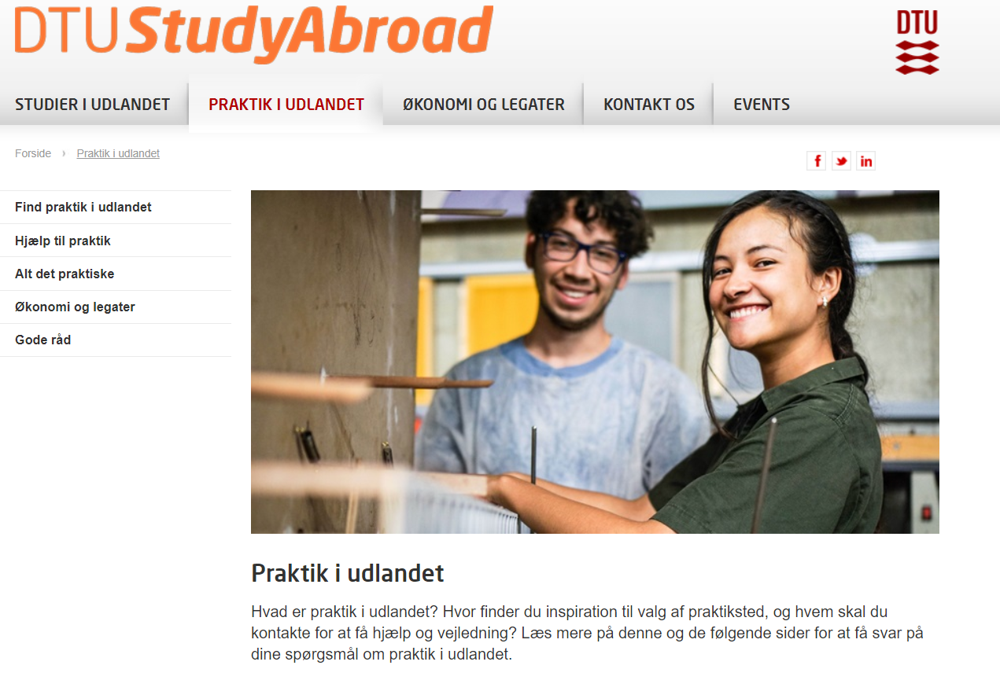 DTU StudyAbroad
DTU
STUDIER I UDLANDET
PRAKTIK I UDLANDET
ØKONOMI OG LEGATER
KONTAKT OS
EVENTS
Forside › Praktik i udlandet
f
in
Find praktik i udlandet
Hjælp til praktik
Alt det praktiske
Økonomi og legater
Gode råd
Praktik i udlandet
Hvad er praktik i udlandet? Hvor finder du inspiration til valg af praktiksted, og hvem skal du
kontakte for at få hjælp og vejledning? Læs mere på denne og de følgende sider for at få svar på
dine spørgsmål om praktik i udlandet.